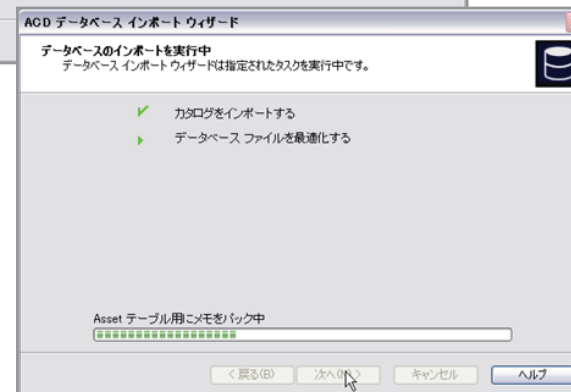 ACD データベース インポート ウィザード
データベースのインポートを実行中
データベース インポート ウィザードは指定されたタスクを実行中です。
カタログをインポートする
データベース ファイルを最適化する
Asset テーブル用にメモをパック中
< 戻る(B) 次へ(N) > キャンセル ヘルプ